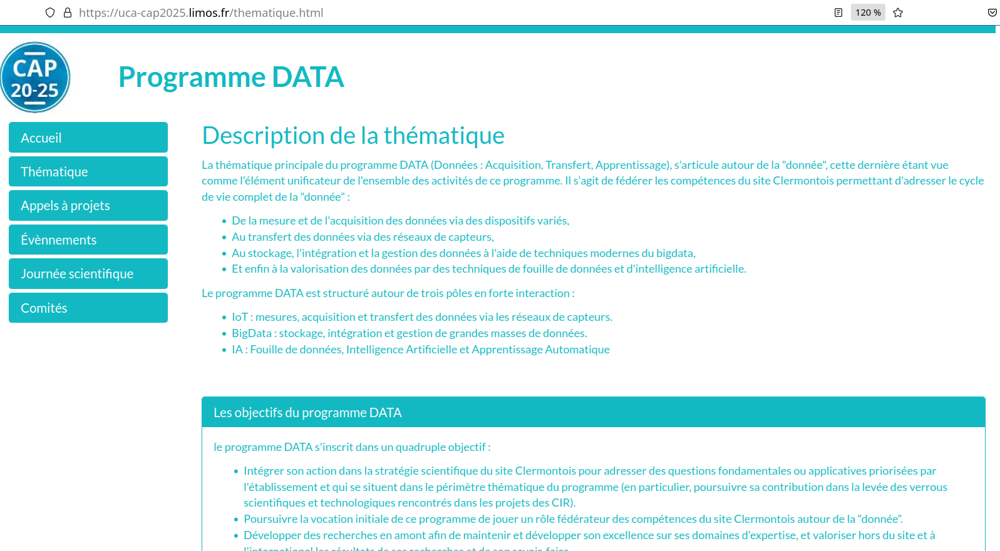 https://uca-cap2025.limos.fr/thematique.html
120 %
CAP
20-25
Programme DATA
Accueil
Thématique
Appels à projets
Évènnements
Journée scientifique
Comités
Description de la thématique
La thématique principale du programme DATA (Données : Acquisition, Transfert, Apprentissage), s'articule autour de la "donnée", cette dernière étant vue
comme l'élément unificateur de l'ensemble des activités de ce programme. Il s'agit de fédérer les compétences du site Clermontois permettant d'adresser le cycle
de vie complet de la "donnée" :
• De la mesure et de l'acquisition des données via des dispositifs variés,
• Au transfert des données via des réseaux de capteurs,
• Au stockage, l'intégration et la gestion des données à l'aide de techniques modernes du bigdata,
• Et enfin à la valorisation des données par des techniques de fouille de données et d'intelligence artificielle.
Le programme DATA est structuré autour de trois pôles en forte interaction :
• IoT : mesures, acquisition et transfert des données via les réseaux de capteurs.
• BigData : stockage, intégration et gestion de grandes masses de données.
• IA : Fouille de données, Intelligence Artificielle et Apprentissage Automatique
Les objectifs du programme DATA
le programme DATA s'inscrit dans un quadruple objectif :
• Intégrer son action dans la stratégie scientifique du site Clermontois pour adresser des questions fondamentales ou applicatives priorisées par
l'établissement et qui se situent dans le périmètre thématique du programme (en particulier, poursuivre sa contribution dans la levée des verrous
scientifiques et technologiques rencontrés dans les projets des CIR).
• Poursuivre la vocation initiale de ce programme de jouer un rôle fédérateur des compétences du site Clermontois autour de la “donnée”.
• Développer des recherches en amont afin de maintenir et développer son excellence sur ses domaines d'expertise, et valoriser hors du site et à
l'international les résultats de ses recherches et de son savoir-faire